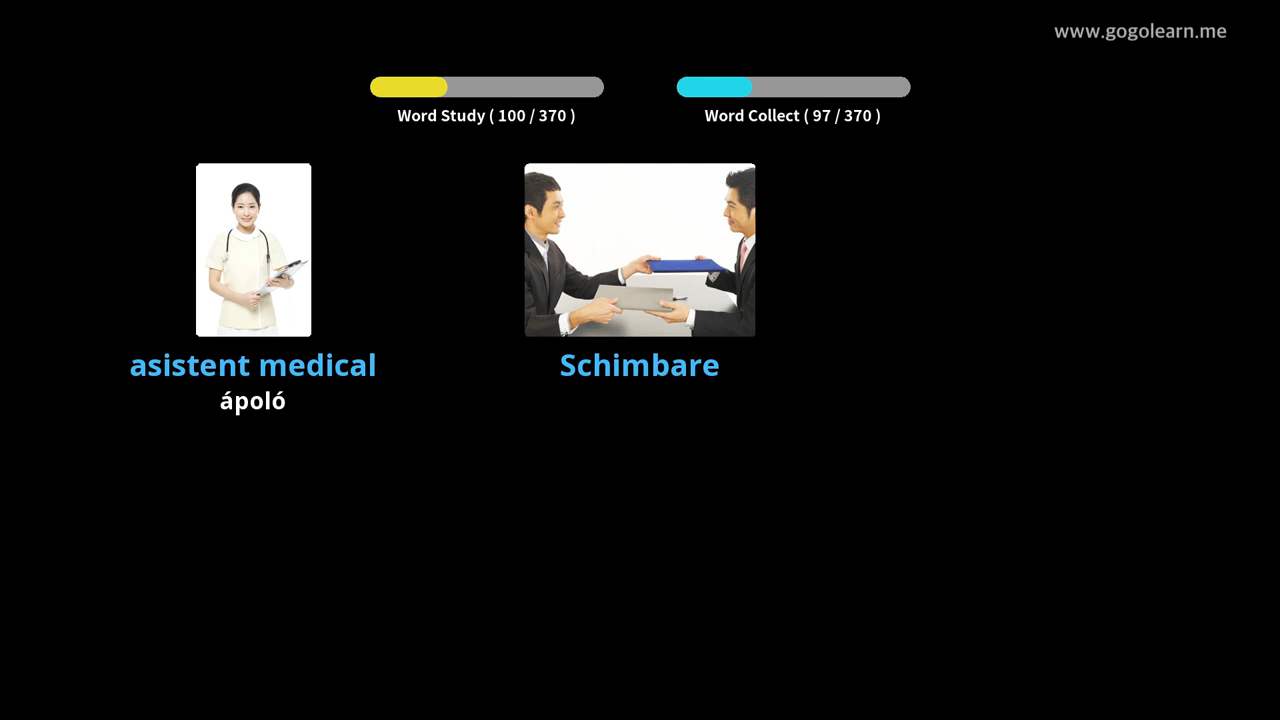 www.gogolearn.me
Word Study ( 100 / 370 )
Word Collect ( 97 / 370 )
asistent medical
ápoló
Schimbare